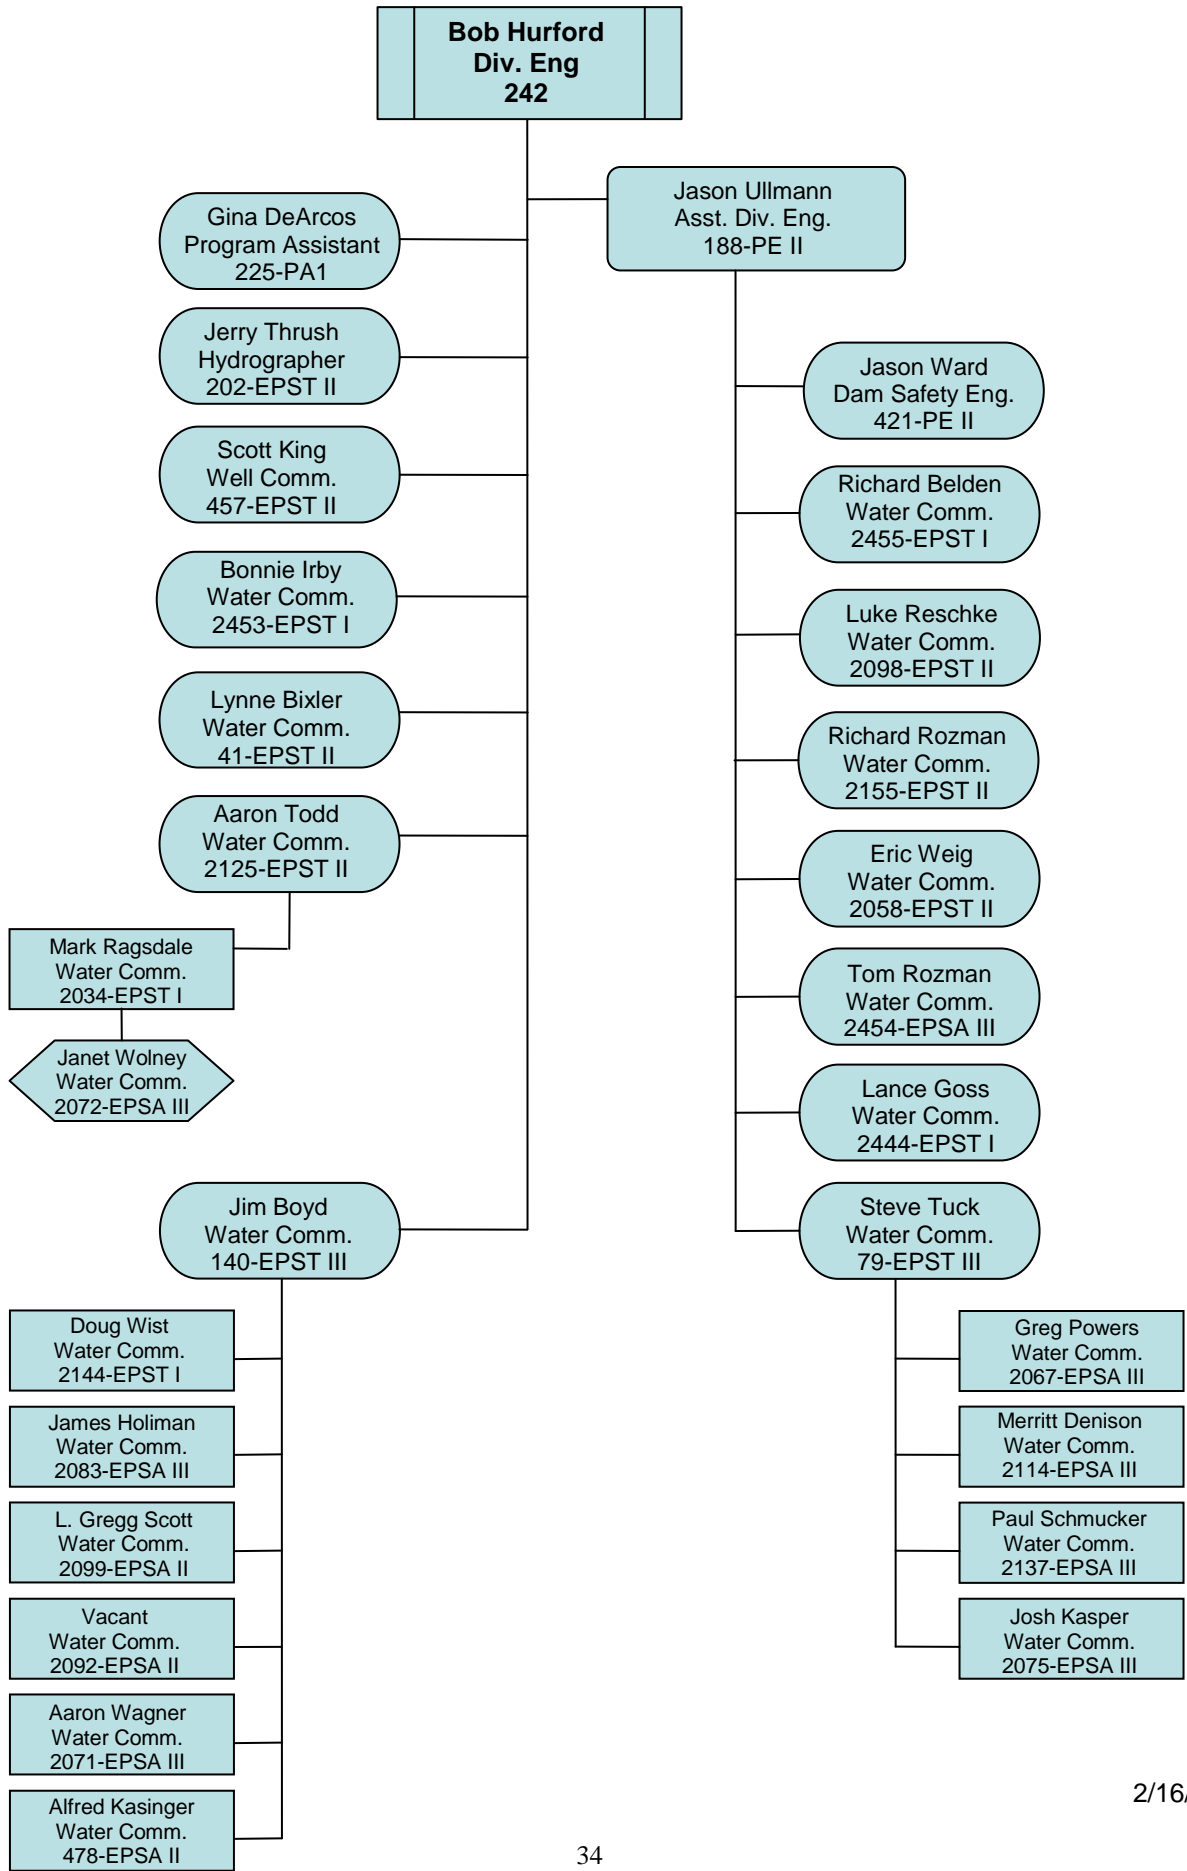 Bob Hurford
Div. Eng
242
Jason Ullmann
Asst. Div. Eng.
188-PE II
Gina DeArcos
Program Assistant
225-PA1
Jerry Thrush
Hydrographer
202-EPST II
Scott King
Well Comm.
457-EPST II
Bonnie Irby
Water Comm.
2453-EPST I
Lynne Bixler
Water Comm.
41-EPST II
Aaron Todd
Water Comm.
2125-EPST II
Mark Ragsdale
Water Comm.
2034-EPST I
Janet Wolney
Water Comm.
2072-EPSA III
Jim Boyd
Water Comm.
140-EPST III
Doug Wist
Water Comm.
2144-EPST I
James Holiman
Water Comm.
2083-EPSA III
L. Gregg Scott
Water Comm.
2099-EPSA II
Vacant
Water Comm.
2092-EPSA II
Aaron Wagner
Water Comm.
2071-EPSA III
Alfred Kasinger
Water Comm.
478-EPSA II
Jason Ward
Dam Safety Eng.
421-PE II
Richard Belden
Water Comm.
2455-EPST I
Luke Reschke
Water Comm.
2098-EPST II
Richard Rozman
Water Comm.
2155-EPST II
Eric Weig
Water Comm.
2058-EPST II
Tom Rozman
Water Comm.
2454-EPSA III
Lance Goss
Water Comm.
2444-EPST I
Steve Tuck
Water Comm.
79-EPST III
Greg Powers
Water Comm.
2067-EPSA III
Merritt Denison
Water Comm.
2114-EPSA III
Paul Schmucker
Water Comm.
2137-EPSA III
Josh Kasper
Water Comm.
2075-EPSA III
2/16/
34